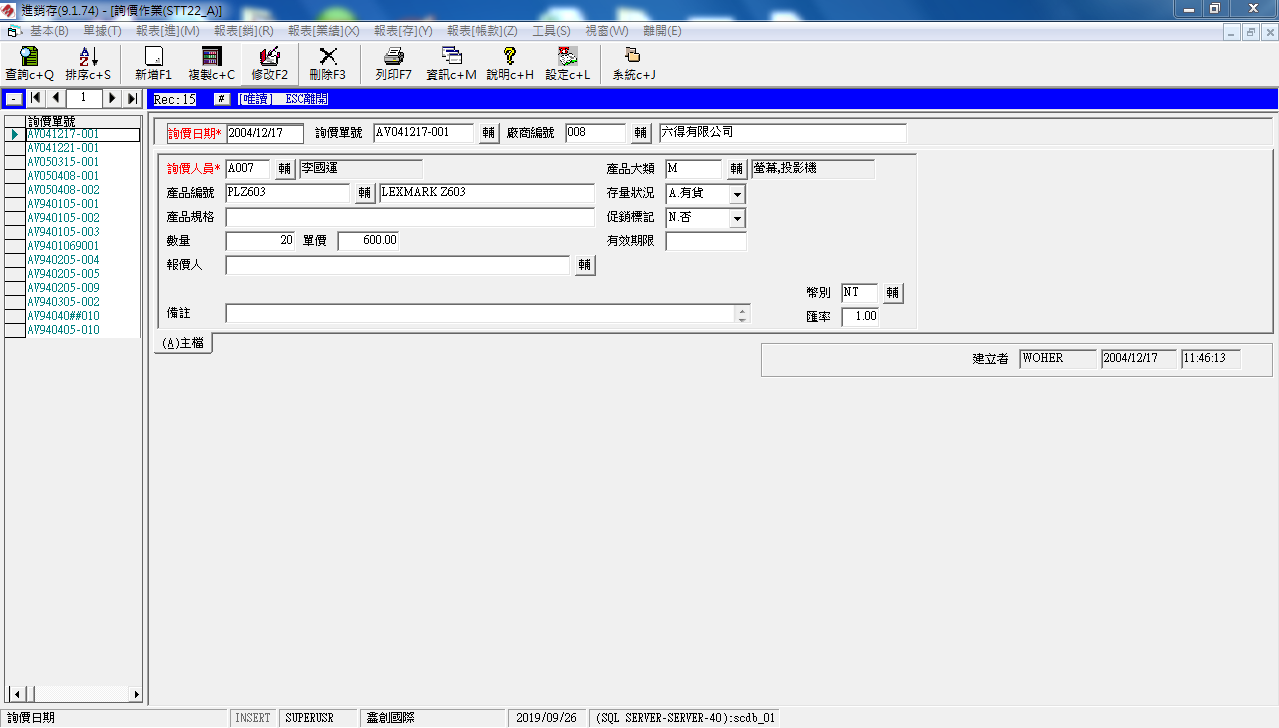 進銷存(9.1.74) - [詢價作業(STT22_A)]
基本(B) 單據(T) 報表[進](M) 報表[銷](R) 報表[業績](X) 報表[存](Y) 報表[帳款](Z) 工具(S) 視窗(W) 離開(E)
查詢c+Q 排序c+S 新增F1 複製c+C 修改F2 刪除F3 列印F7 資訊c+M 說明c+H 設定c+L 系統c+J
- 1 Rec:15 # [唯讀] ESC離開
詢價單號
AV041217-001
AV041221-001
AV050315-001
AV050408-001
AV050408-002
AV940105-001
AV940105-002
AV940105-003
AV9401069001
AV940205-004
AV940205-005
AV940205-009
AV940305-002
AV94040##010
AV940405-010
詢價日期* 2004/12/17 詢價單號 AV041217-001 輔 廠商編號 008 輔 六得有限公司
詢價人員* A007 輔 李國運 產品大類 M 輔 螢幕,投影機
產品編號 PLZ603 輔 LEXMARK Z603 存量狀況 A.有貨
產品規格 促銷標記 N.否
數量 20 單價 600.00 有效期限
報價人 輔
幣別 NT 輔
備註 匯率 1.00
(A)主檔
建立者 WOHER 2004/12/17 11:46:13
詢價日期 INSERT SUPERUSR 鑫創國際 2019/09/26 (SQL SERVER-SERVER-40):scdb_01